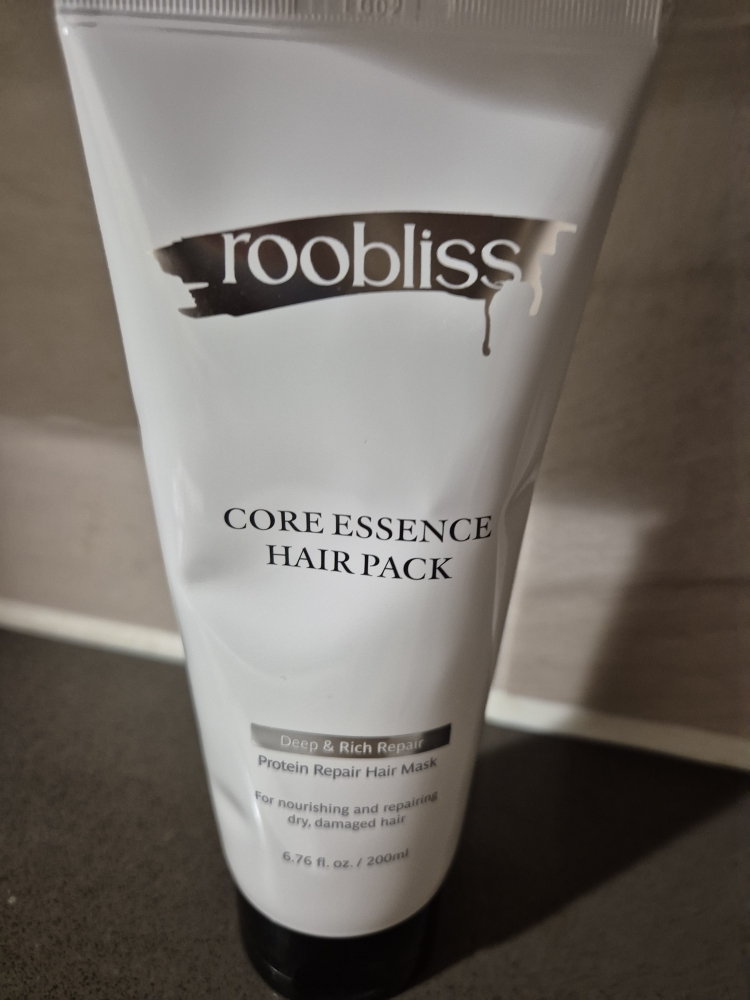 roobliss
CORE ESSENCE
HAIR PACK
Deep & Rich Repair
Protein Repair Hair Mask
For nourishing and repairing
dry, damaged hair
6.76 fl. oz. / 200ml